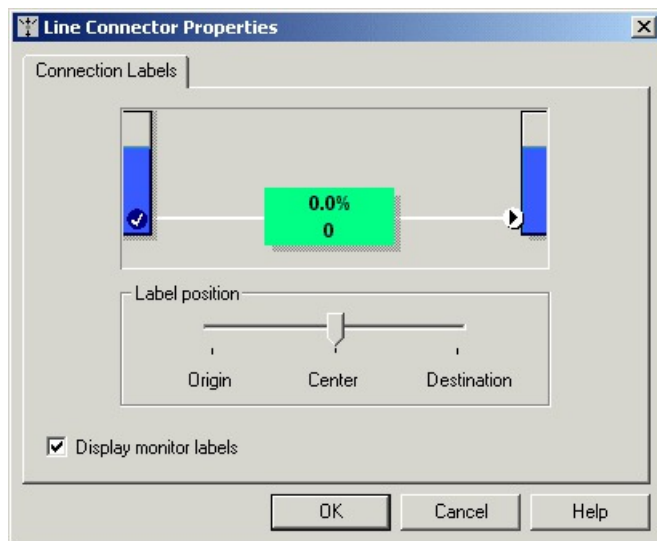 Line Connector Properties
Connection Labels
0.0%
0
Label position
Origin Center Destination
Display monitor labels
OK Cancel Help